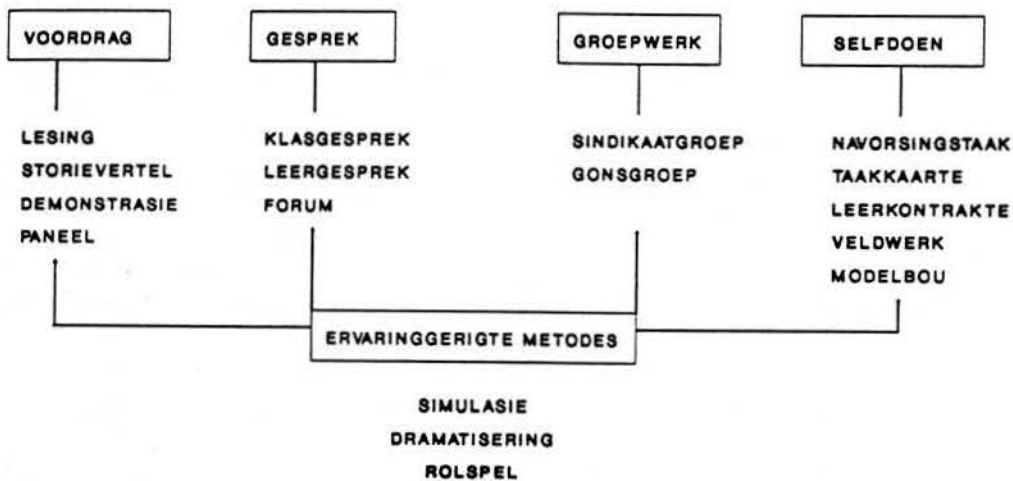 VOORDRAG
LESING
STORIEVERTEL
DEMONSTRASIE
PANEEL
GESPREK
KLASGESPREK
LEERGESPREK
FORUM
GROEPWERK
SINDIKAATGROEP
GONSGROEP
SELFDOEN
NAVORSINGSTAAK
TAAKKAARTE
LEERKONTRAKTE
VELDWERK
MODELBOU
ERVARINGGERIGTE METODES
SIMULASIE
DRAMATISERING
ROLSPEL